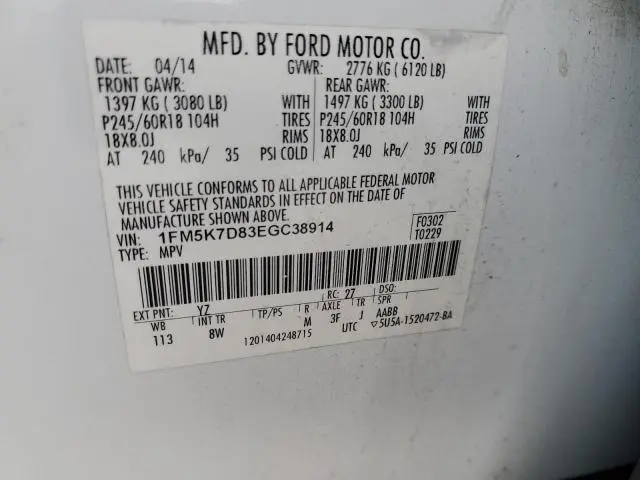 MFD. BY FORD MOTOR CO.
DATE: 04/14 GVWR: 2776 KG ( 6120 LB)
FRONT GAWR: REAR GAWR:
1397 KG ( 3080 LB) WITH 1497 KG ( 3300 LB) WITH
P245/60R18 104H TIRES P245/60R18 104H TIRES
18X8.0J RIMS 18X8.0J RIMS
AT 240 kPa/ 35 PSI COLD AT 240 kPa/ 35 PSI COLD
THIS VEHICLE CONFORMS TO ALL APPLICABLE FEDERAL MOTOR
VEHICLE SAFETY STANDARDS IN EFFECT ON THE DATE OF
MANUFACTURE SHOWN ABOVE.
VIN: 1FM5K7D83EGC38914 F0302
TYPE: MPV T0229
EXT PNT: YZ RC: 27 DSO:
WB INT TR TP/PS R AXLE TR SPR
113 8W M 3F J AABB
1201404248715 UTC ▽5U5A-1520472-BA